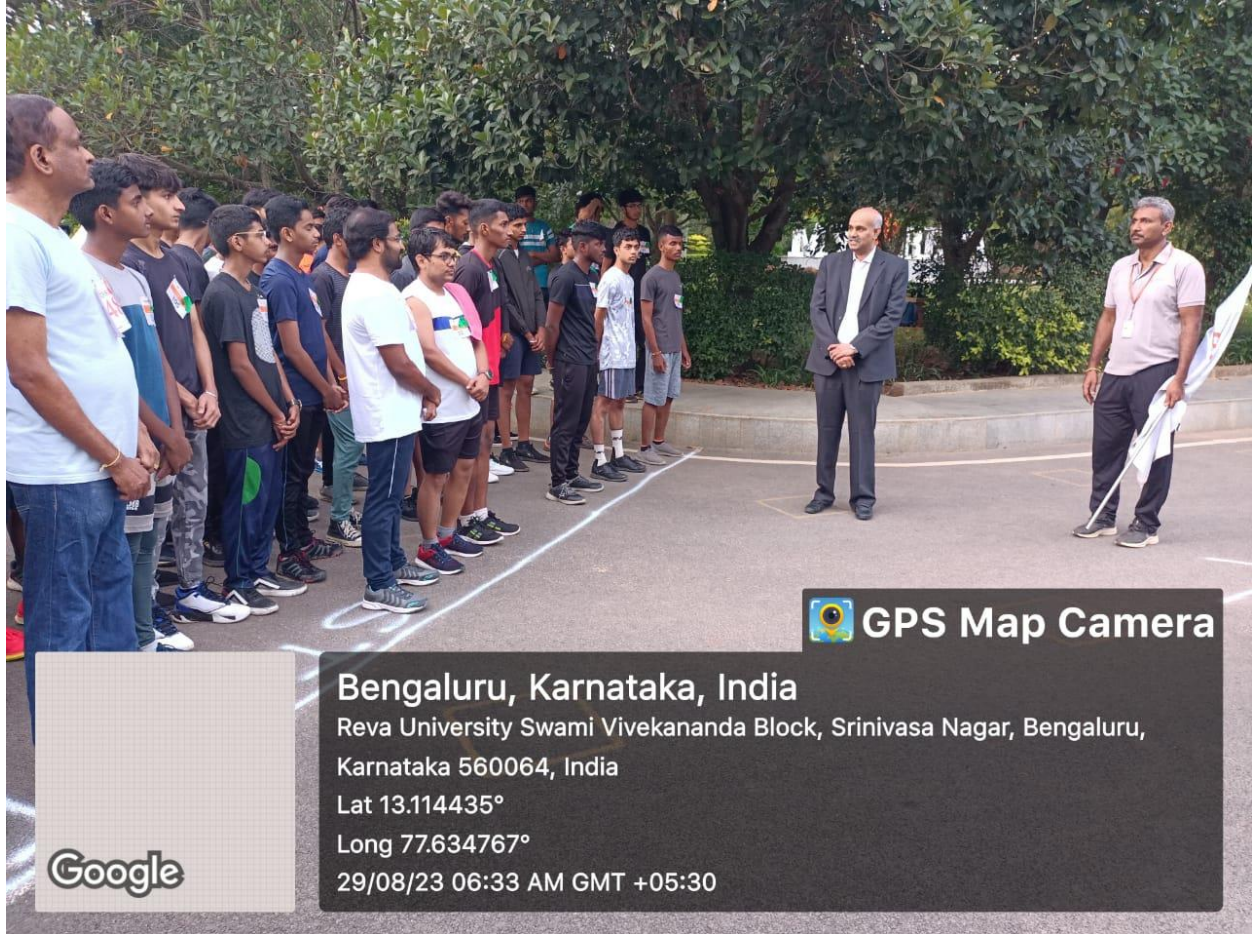 GPS Map Camera
Bengaluru, Karnataka, India
Reva University Swami Vivekananda Block, Srinivasa Nagar, Bengaluru,
Karnataka 560064, India
Lat 13.114435°
Long 77.634767°
29/08/23 06:33 AM GMT +05:30
Google